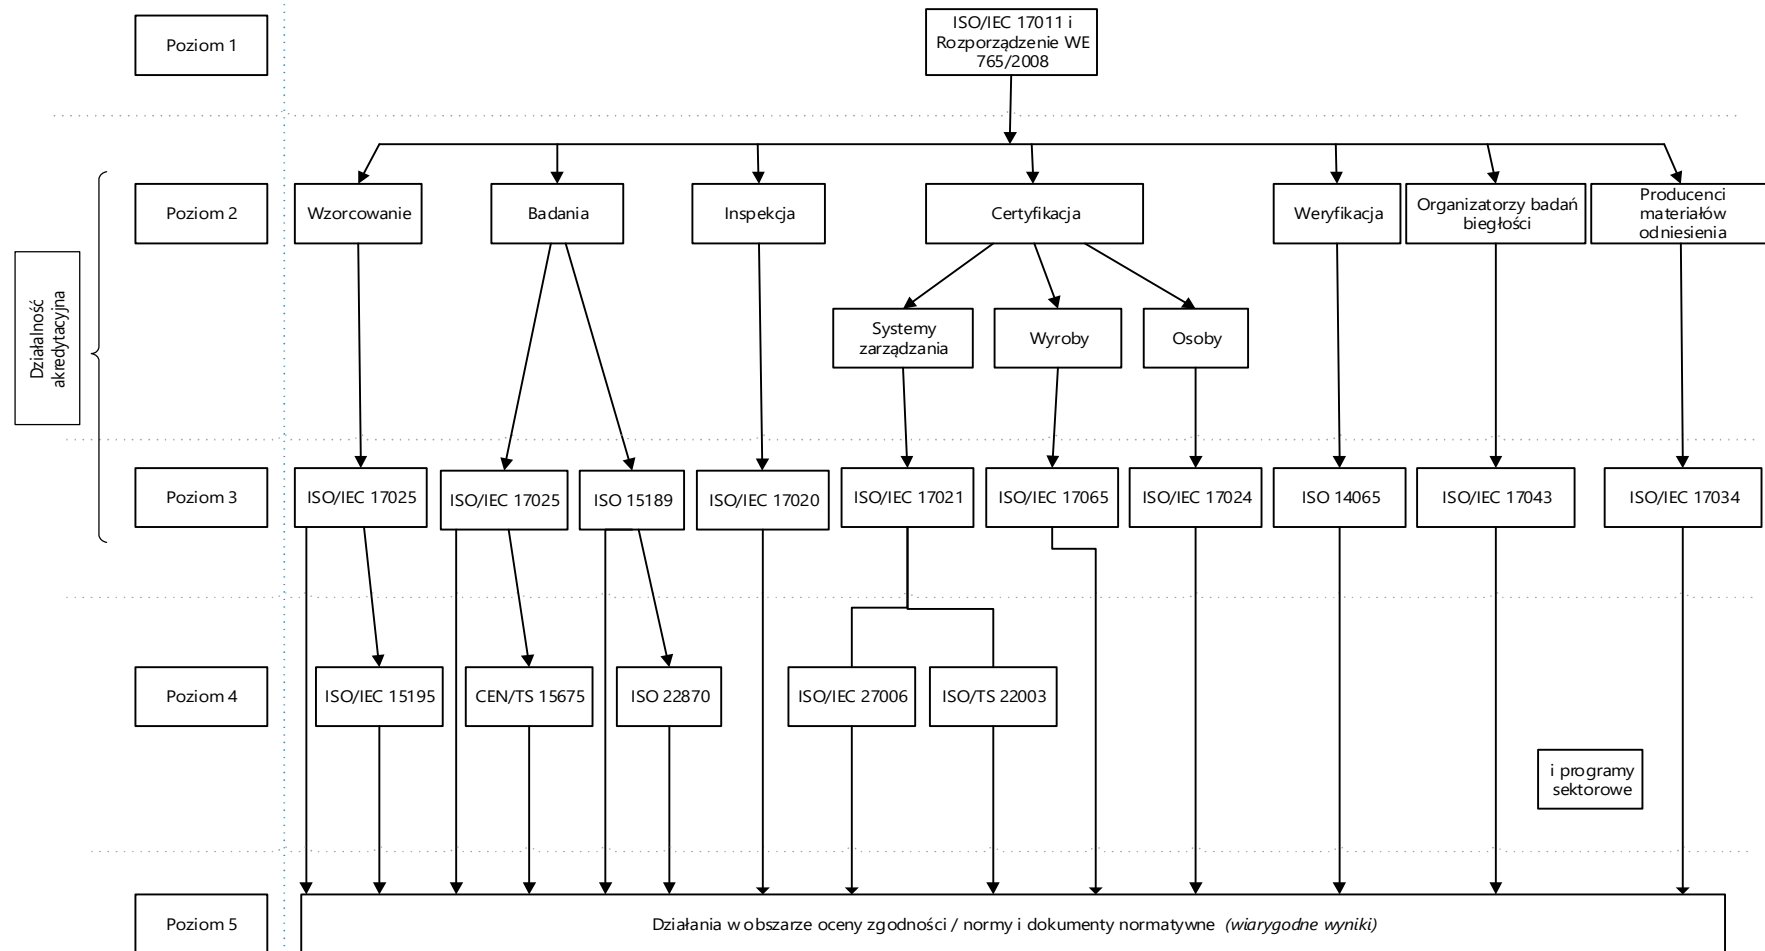 Poziom 1
ISO/IEC 17011 i
Rozporządzenie WE
765/2008
Działalność
akredytacyjna
Poziom 2
Wzorcowanie
Badania
Inspekcja
Certyfikacja
Weryfikacja
Organizatorzy badań
biegłości
Producenci
materiałów
odniesienia
Systemy
zarządzania
Wyroby
Osoby
Poziom 3
ISO/IEC 17025
ISO/IEC 17025
ISO 15189
ISO/IEC 17020
ISO/IEC 17021
ISO/IEC 17065
ISO/IEC 17024
ISO 14065
ISO/IEC 17043
ISO/IEC 17034
Poziom 4
ISO/IEC 15195
CEN/TS 15675
ISO 22870
ISO/IEC 27006
ISO/TS 22003
i programy
sektorowe
Poziom 5
Działania w obszarze oceny zgodności / normy i dokumenty normatywne (wiarygodne wyniki)